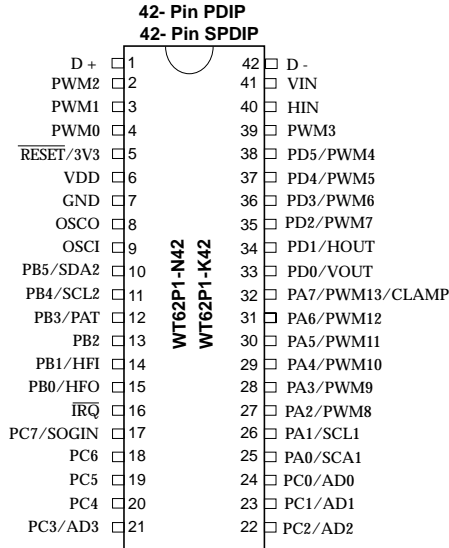 42- Pin PDIP
42- Pin SPDIP
D + 1 42 D -
PWM2 2 41 VIN
PWM1 3 40 HIN
PWM0 4 39 PWM3
RESET/3V3 5 38 PD5/PWM4
VDD 6 37 PD4/PWM5
GND 7 36 PD3/PWM6
OSCO 8 35 PD2/PWM7
OSCI 9 34 PD1/HOUT
PB5/SDA2 10 33 PD0/VOUT
PB4/SCL2 11 32 PA7/PWM13/CLAMP
PB3/PAT 12 31 PA6/PWM12
PB2 13 30 PA5/PWM11
PB1/HFI 14 29 PA4/PWM10
PB0/HFO 15 28 PA3/PWM9
IRQ 16 27 PA2/PWM8
PC7/SOGIN 17 26 PA1/SCL1
PC6 18 25 PA0/SCA1
PC5 19 24 PC0/AD0
PC4 20 23 PC1/AD1
PC3/AD3 21 22 PC2/AD2
WT62P1-N42
WT62P1-K42